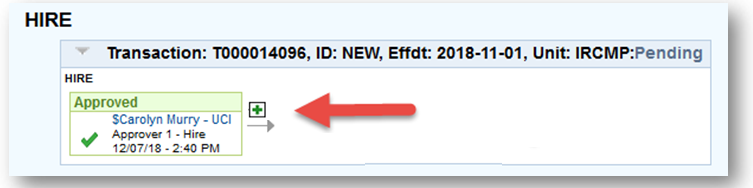 HIRE
Transaction: T000014096, ID: NEW, Effdt: 2018-11-01, Unit: IRCMP:Pending
HIRE
Approved
$Carolyn Murry - UCI
Approver 1 - Hire
12/07/18 - 2:40 PM